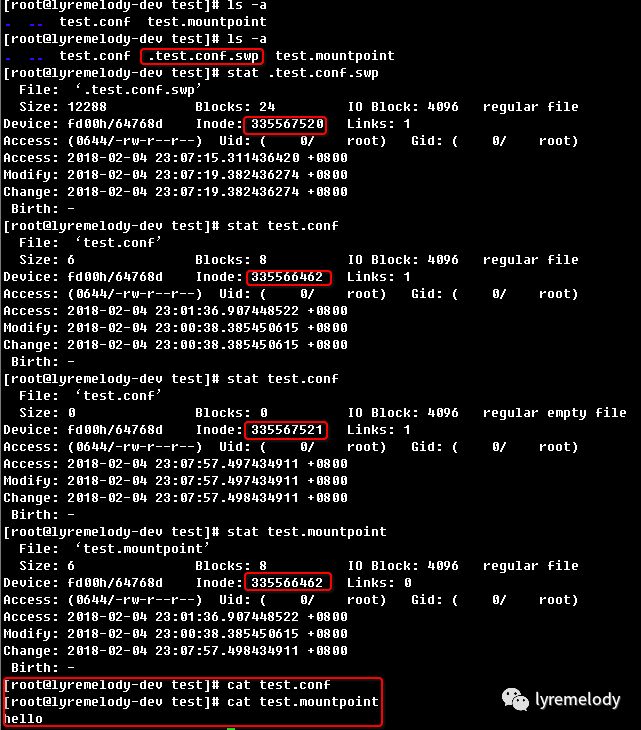 [root@lyremelody-dev test]# ls -a
.  ..  test.conf  test.mountpoint
[root@lyremelody-dev test]# ls -a
.  ..  test.conf  .test.conf.swp  test.mountpoint
[root@lyremelody-dev test]# stat .test.conf.swp
  File: ‘.test.conf.swp’
  Size: 12288           Blocks: 24         IO Block: 4096   regular file
Device: fd00h/64768d    Inode: 335567520   Links: 1
Access: (0644/-rw-r--r--)  Uid: (    0/    root)   Gid: (    0/    root)
Access: 2018-02-04 23:07:15.311436420 +0800
Modify: 2018-02-04 23:07:19.382436274 +0800
Change: 2018-02-04 23:07:19.382436274 +0800
 Birth: -
[root@lyremelody-dev test]# stat test.conf
  File: ‘test.conf’
  Size: 6               Blocks: 8          IO Block: 4096   regular file
Device: fd00h/64768d    Inode: 335566462   Links: 1
Access: (0644/-rw-r--r--)  Uid: (    0/    root)   Gid: (    0/    root)
Access: 2018-02-04 23:01:36.907448522 +0800
Modify: 2018-02-04 23:00:38.385450615 +0800
Change: 2018-02-04 23:00:38.385450615 +0800
 Birth: -
[root@lyremelody-dev test]# stat test.conf
  File: ‘test.conf’
  Size: 0               Blocks: 0          IO Block: 4096   regular empty file
Device: fd00h/64768d    Inode: 335567521   Links: 1
Access: (0644/-rw-r--r--)  Uid: (    0/    root)   Gid: (    0/    root)
Access: 2018-02-04 23:07:57.497434911 +0800
Modify: 2018-02-04 23:07:57.497434911 +0800
Change: 2018-02-04 23:07:57.498434911 +0800
 Birth: -
[root@lyremelody-dev test]# stat test.mountpoint
  File: ‘test.mountpoint’
  Size: 6               Blocks: 8          IO Block: 4096   regular file
Device: fd00h/64768d    Inode: 335566462   Links: 0
Access: (0644/-rw-r--r--)  Uid: (    0/    root)   Gid: (    0/    root)
Access: 2018-02-04 23:01:36.907448522 +0800
Modify: 2018-02-04 23:00:38.385450615 +0800
Change: 2018-02-04 23:07:57.498434911 +0800
 Birth: -
[root@lyremelody-dev test]# cat test.conf
[root@lyremelody-dev test]# cat test.mountpoint
hello
lyremelody